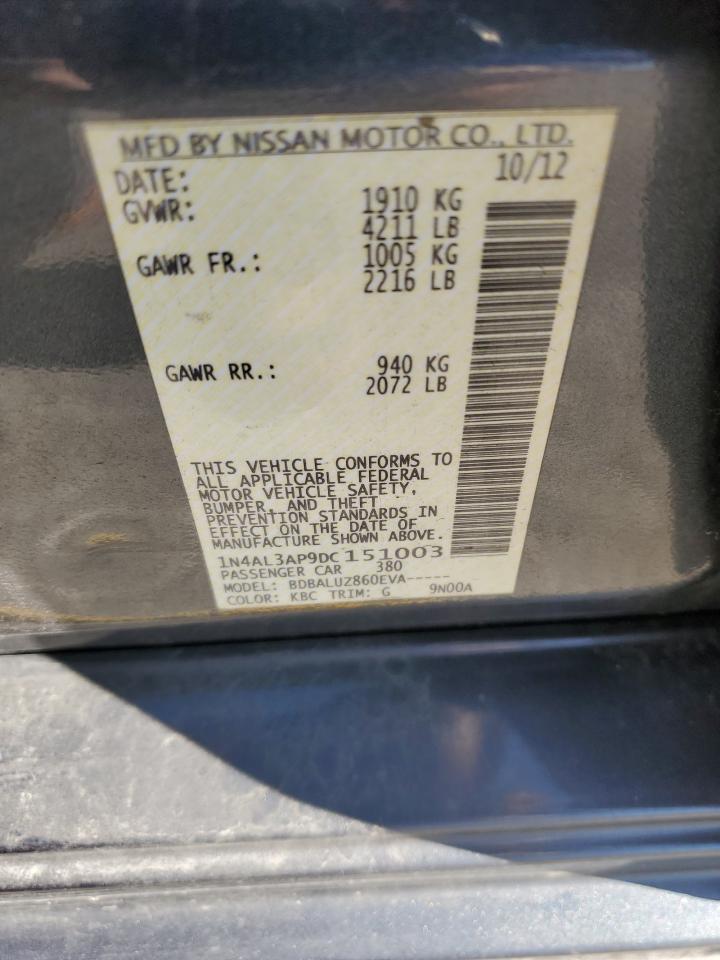 MFD BY NISSAN MOTOR CO., LTD.
DATE: 10/12
GVWR: 1910 KG
4211 LB
GAWR FR.: 1005 KG
2216 LB
GAWR RR.: 940 KG
2072 LB
THIS VEHICLE CONFORMS TO
ALL APPLICABLE FEDERAL
MOTOR VEHICLE SAFETY,
BUMPER, AND THEFT
PREVENTION STANDARDS IN
EFFECT ON THE DATE OF
MANUFACTURE SHOWN ABOVE.
1N4AL3AP9DC151003
PASSENGER CAR 380
MODEL: BDBALUZ860EVA-----
COLOR: KBC TRIM: G 9N00A